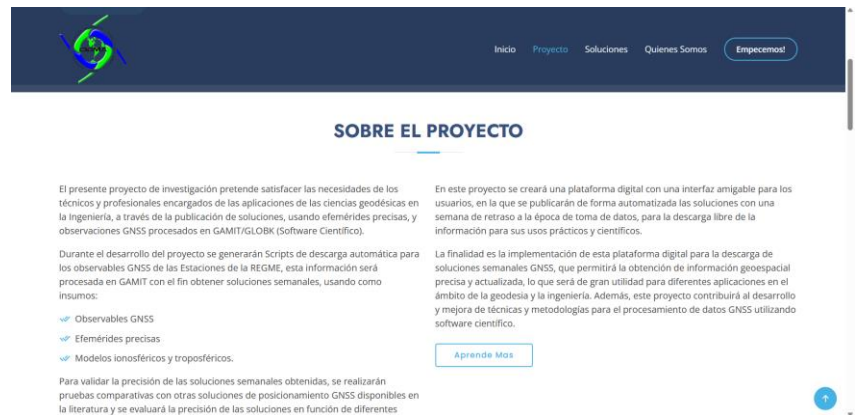 Inicio Proyecto Soluciones Quienes Somos Empecemos!
SOBRE EL PROYECTO
El presente proyecto de investigación pretende satisfacer las necesidades de los
técnicos y profesionales encargados de las aplicaciones de las ciencias geodésicas en
la Ingeniería, a través de la publicación de soluciones, usando efemérides precisas, y
observaciones GNSS procesados en GAMIT/GLOBK (Software Científico).
Durante el desarrollo del proyecto se generarán Scripts de descarga automática para
los observables GNSS de las Estaciones de la REGME, esta información será
procesada en GAMIT con el fin obtener soluciones semanales, usando como
insumos:
Observables GNSS
Efemérides precisas
Modelos ionosféricos y troposféricos.
Para validar la precisión de las soluciones semanales obtenidas, se realizarán
pruebas comparativas con otras soluciones de posicionamiento GNSS disponibles en
la literatura y se evaluará la precisión de las soluciones en función de diferentes
En este proyecto se creará una plataforma digital con una interfaz amigable para los
usuarios, en la que se publicarán de forma automatizada las soluciones con una
semana de retraso a la época de toma de datos, para la descarga libre de la
información para sus usos prácticos y científicos.
La finalidad es la implementación de esta plataforma digital para la descarga de
soluciones semanales GNSS, que permitirá la obtención de información geoespacial
precisa y actualizada, lo que será de gran utilidad para diferentes aplicaciones en el
ámbito de la geodesia y la ingeniería. Además, este proyecto contribuirá al desarrollo
y mejora de técnicas y metodologías para el procesamiento de datos GNSS utilizando
software científico.
Aprende Mas